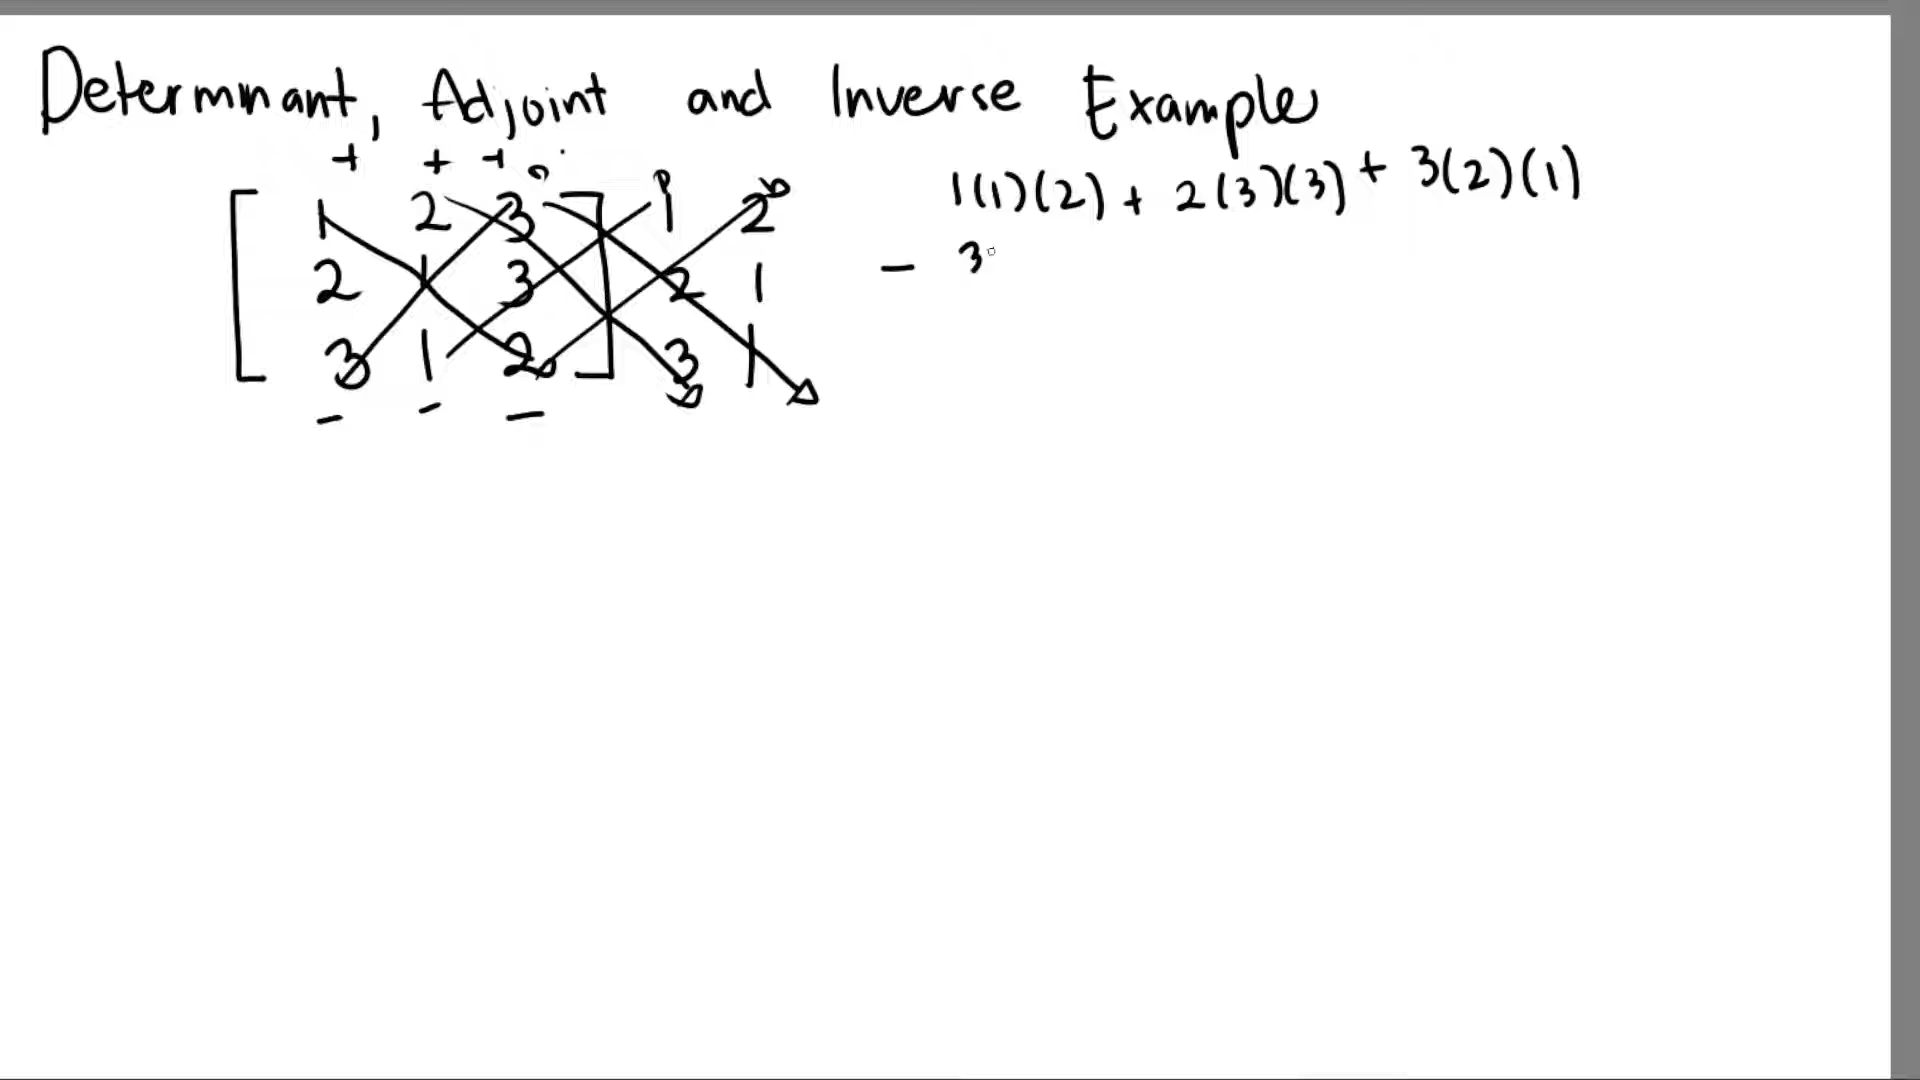 Determinant, Adjoint and Inverse Example
+ + +
1 2 3 1 2 1(1)(2) + 2(3)(3) + 3(2)(1)
2 1 3 2 1 - 3
3 1 2 3 1
- - -